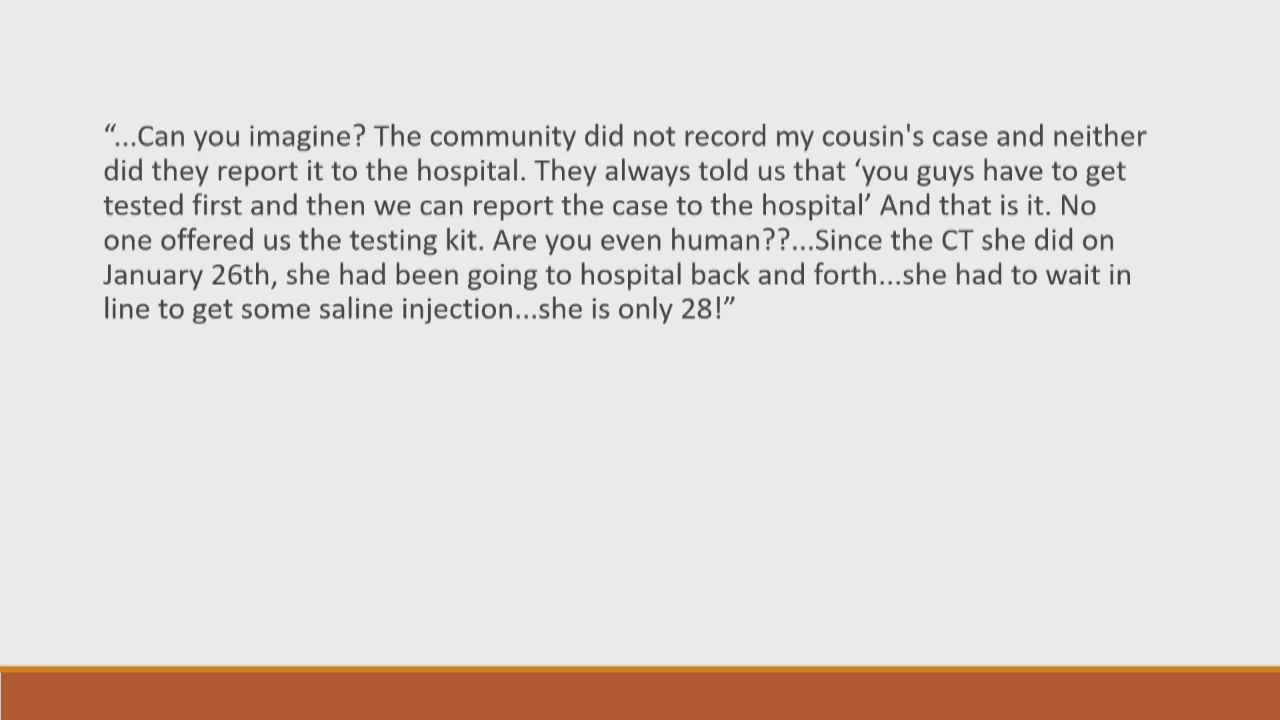 “...Can you imagine? The community did not record my cousin's case and neither
did they report it to the hospital. They always told us that ‘you guys have to get
tested first and then we can report the case to the hospital’ And that is it. No
one offered us the testing kit. Are you even human??...Since the CT she did on
January 26th, she had been going to hospital back and forth...she had to wait in
line to get some saline injection...she is only 28!”